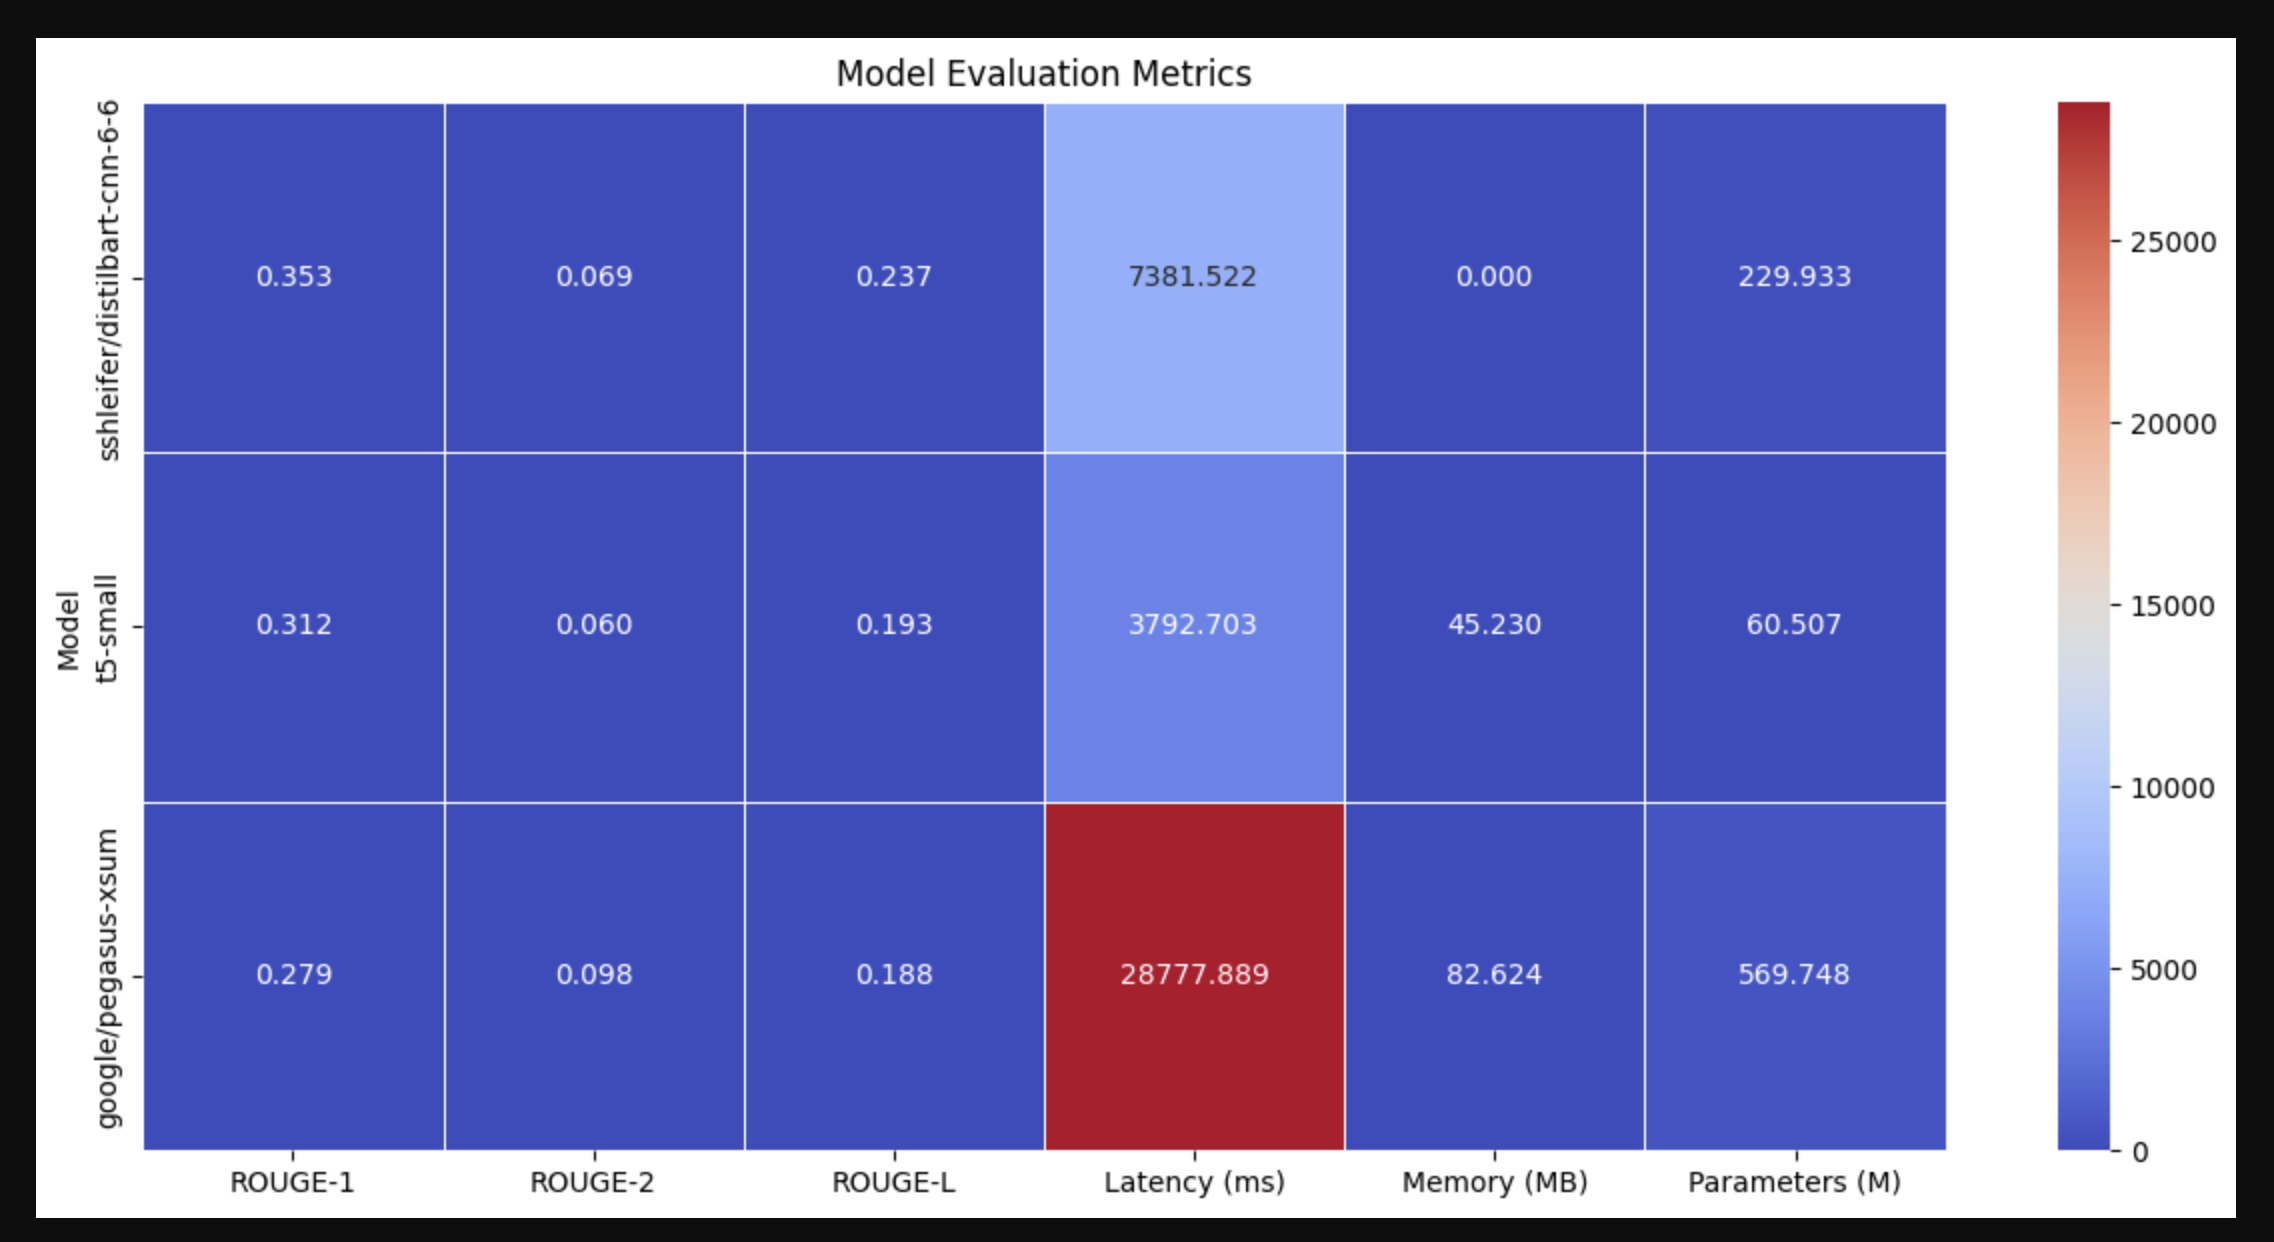 Model Evaluation Metrics
Model
sshleifer/distilbart-cnn-6-6
0.353 0.069 0.237 7381.522 0.000 229.933
t5-small
0.312 0.060 0.193 3792.703 45.230 60.507
google/pegasus-xsum
0.279 0.098 0.188 28777.889 82.624 569.748
ROUGE-1 ROUGE-2 ROUGE-L Latency (ms) Memory (MB) Parameters (M)
25000
20000
15000
10000
5000
0